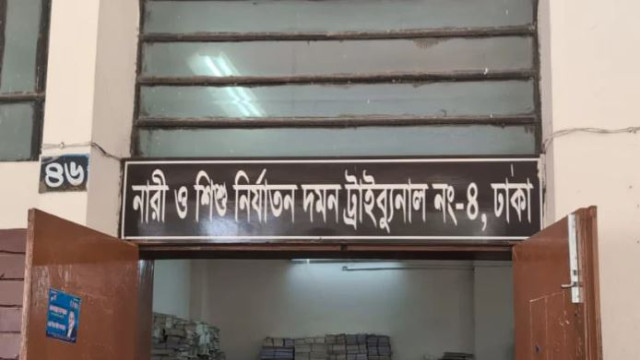 ৪৬
নারী ও শিশু নির্যাতন দমন ট্রাইব্যুনাল নং-৪, ঢাকা